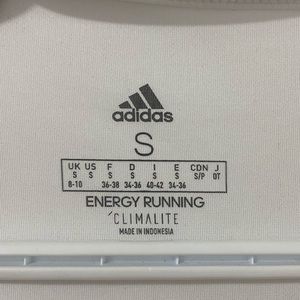 adidas
S
UK US F D I E CDN J
S S S S S S S/P OT
8-10 36-38 34-36 40-42 34-36
ENERGY RUNNING
CLIMALITE
MADE IN INDONESIA